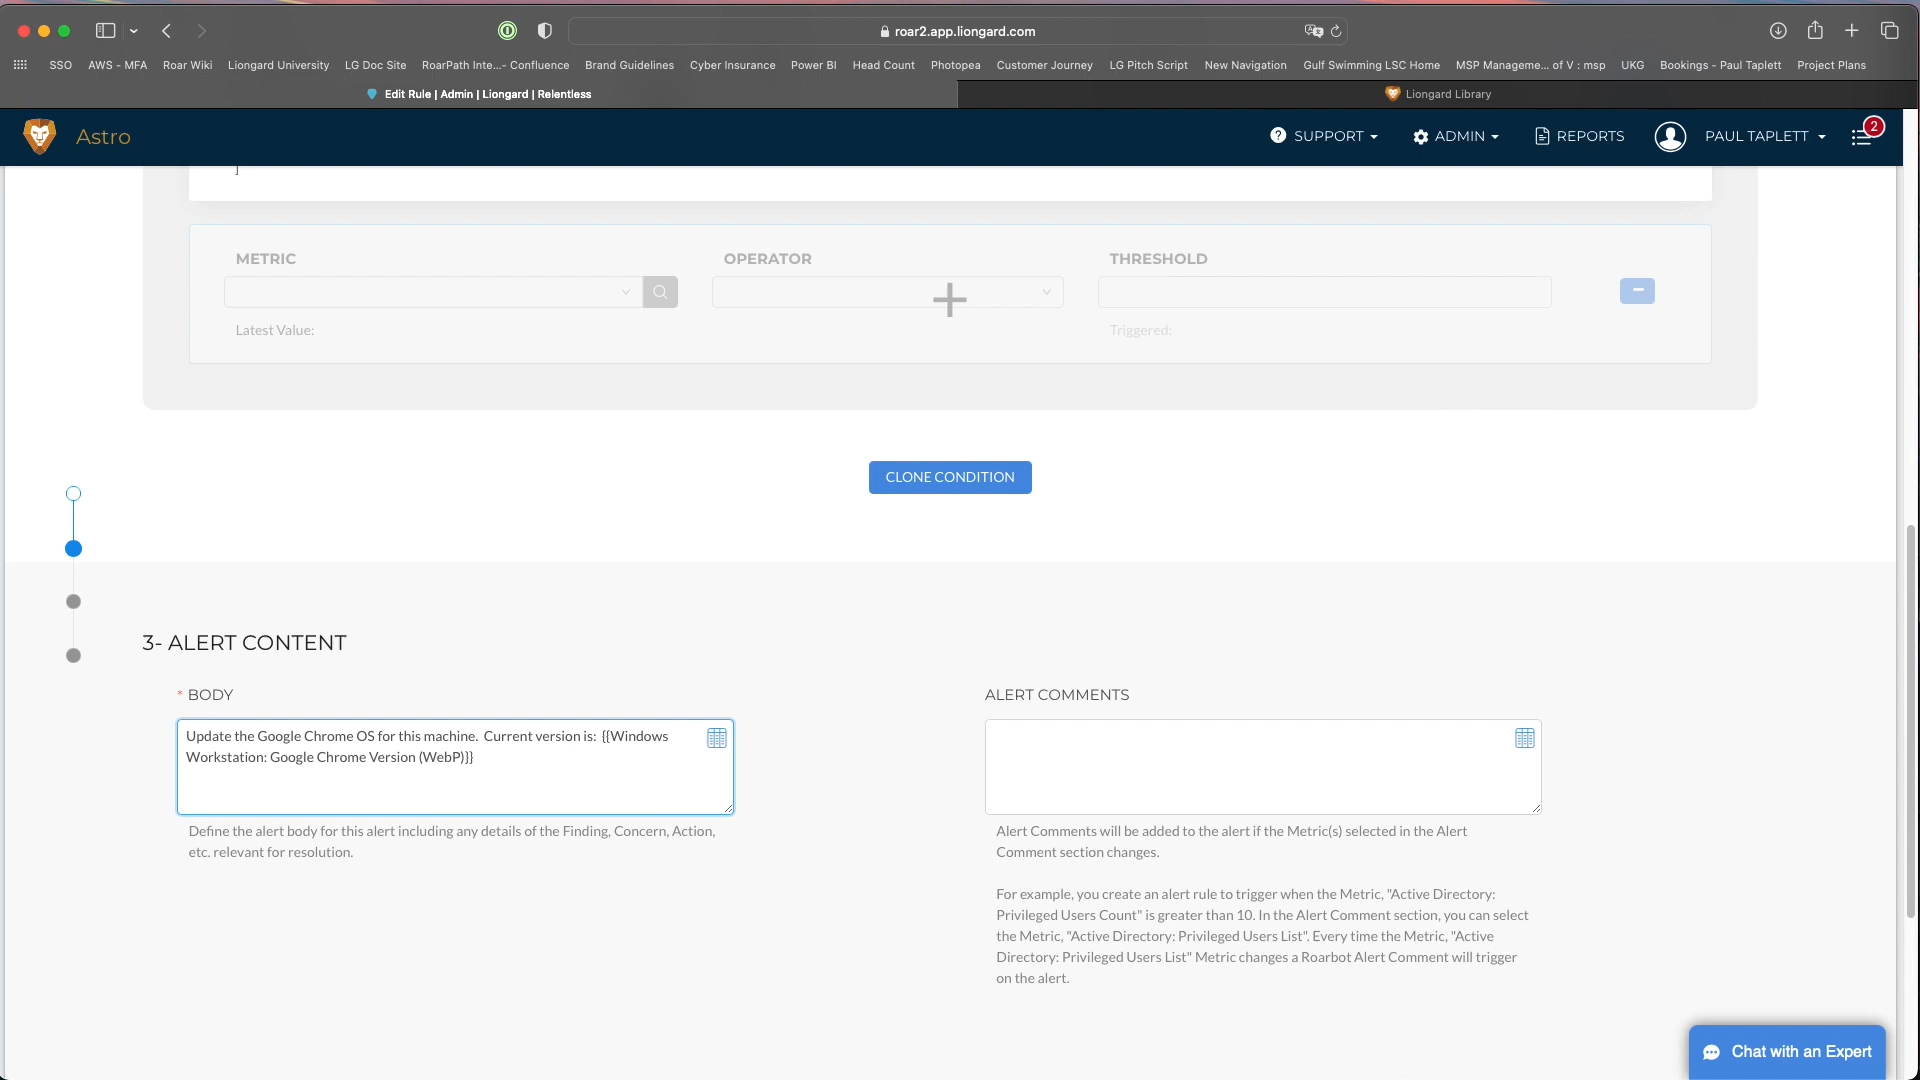 roar2.app.liongard.com
SSO AWS - MFA Roar Wiki Liongard University LG Doc Site RoarPath Inte...- Confluence Brand Guidelines Cyber Insurance Power BI Head Count Photopea Customer Journey LG Pitch Script New Navigation Gulf Swimming LSC Home MSP Manageme... of V : msp UKG Bookings - Paul Taplett Project Plans
Edit Rule | Admin | Liongard | Relentless Liongard Library
Astro SUPPORT ADMIN REPORTS PAUL TAPLETT 2
]
METRIC OPERATOR THRESHOLD
Latest Value: Triggered:
CLONE CONDITION
3- ALERT CONTENT
* BODY
Update the Google Chrome OS for this machine.  Current version is: {{Windows
Workstation: Google Chrome Version (WebP)}}
Define the alert body for this alert including any details of the Finding, Concern, Action,
etc. relevant for resolution.
ALERT COMMENTS
Alert Comments will be added to the alert if the Metric(s) selected in the Alert
Comment section changes.
For example, you create an alert rule to trigger when the Metric, "Active Directory:
Privileged Users Count" is greater than 10. In the Alert Comment section, you can select
the Metric, "Active Directory: Privileged Users List". Every time the Metric, "Active
Directory: Privileged Users List" Metric changes a Roarbot Alert Comment will trigger
on the alert.
Chat with an Expert